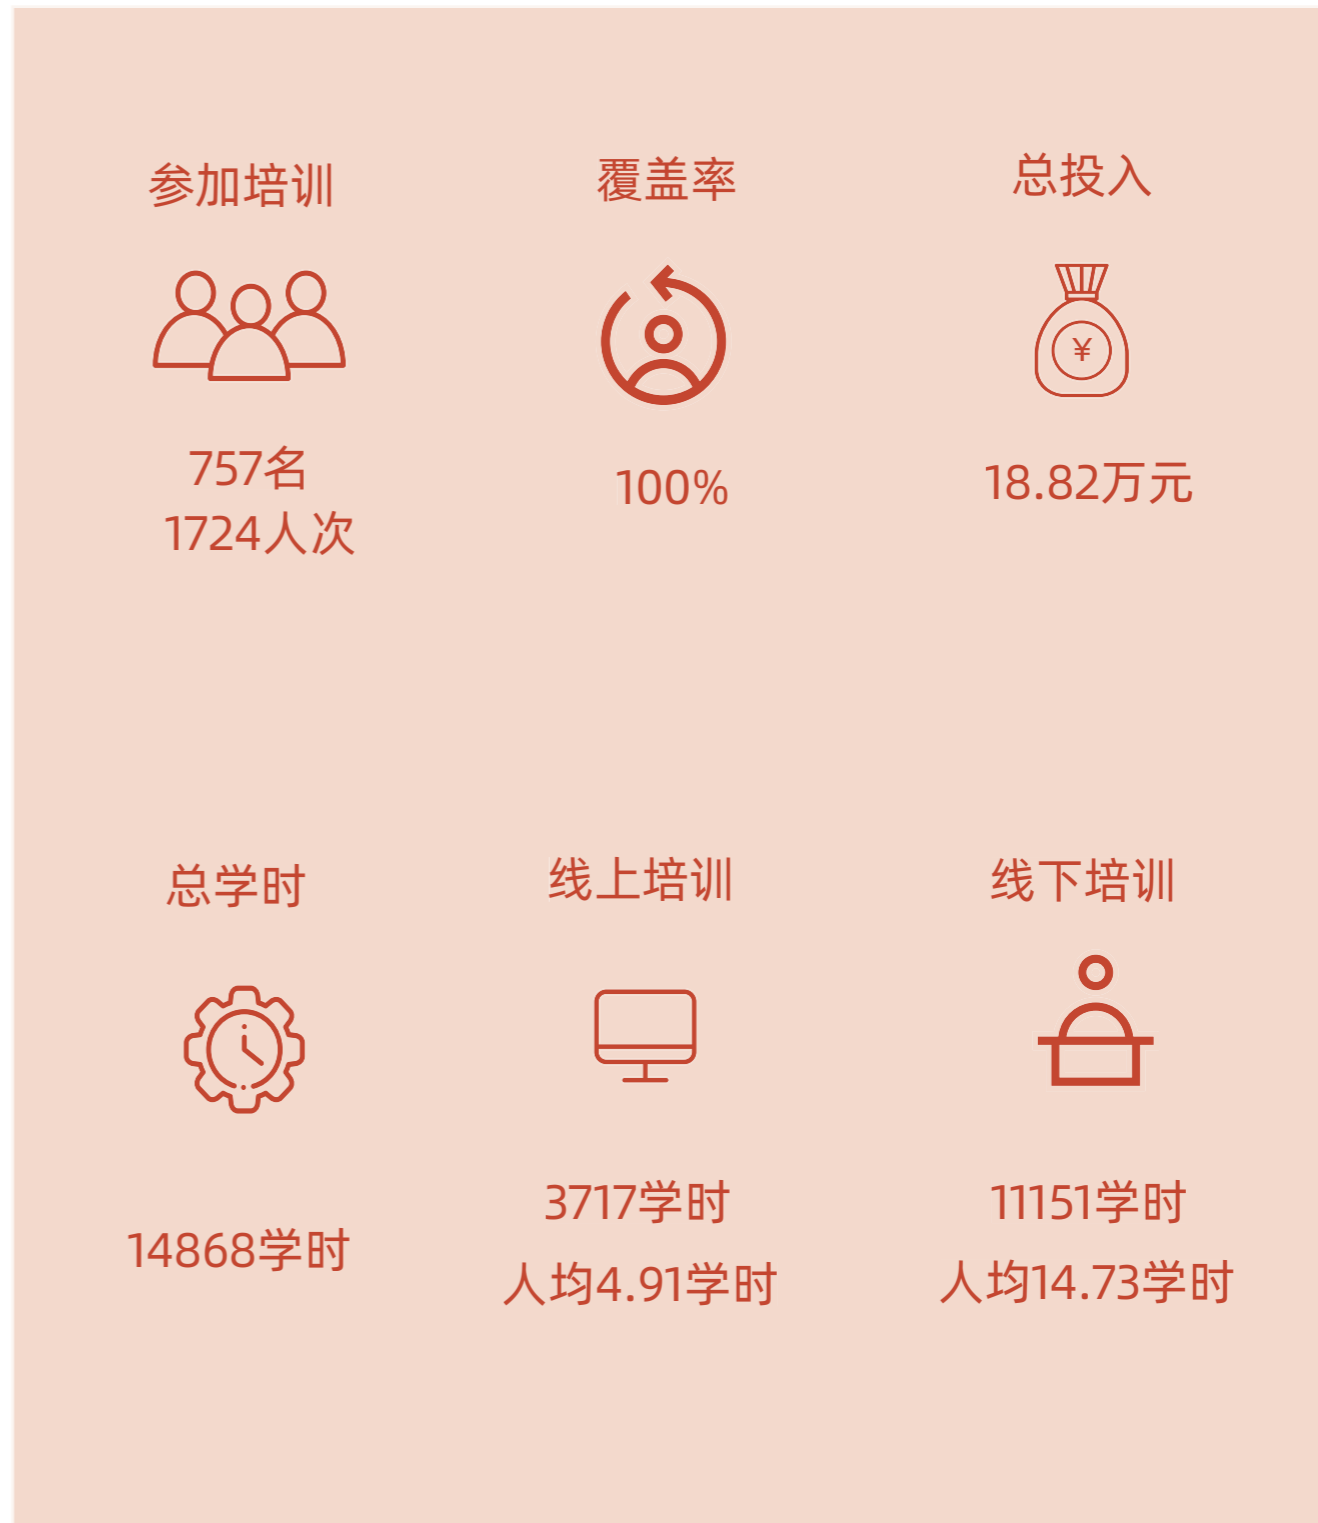 参加培训
757名
1724人次
覆盖率
100%
总投入
¥
18.82万元
总学时
14868学时
线上培训
3717学时
人均4.91学时
线下培训
11151学时
人均14.73学时